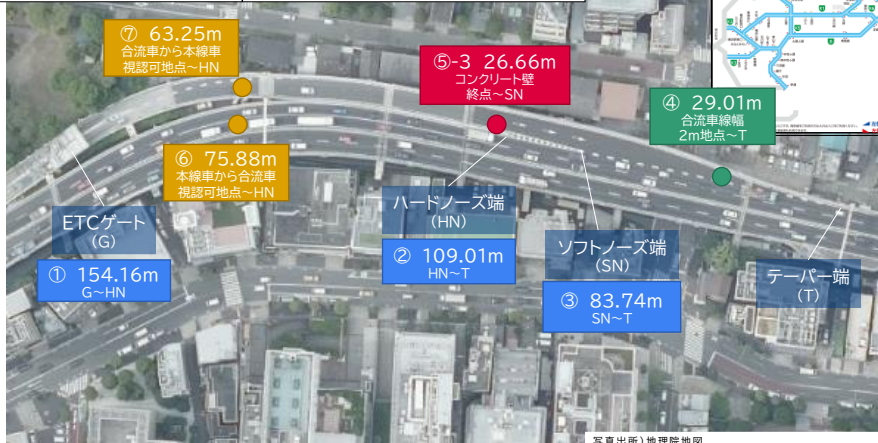 ⑦ 63.25m
合流車から本線車
視認可地点～HN
⑤-3 26.66m
コンクリート壁
終点～SN
④ 29.01m
合流車線幅
2m地点～T
⑥ 75.88m
本線車から合流車
視認可地点～HN
ETCゲート
(G)
① 154.16m
G～HN
ハードノーズ端
(HN)
② 109.01m
HN～T
ソフトノーズ端
(SN)
③ 83.74m
SN～T
テーパー端
(T)
写真出所)地理院地図